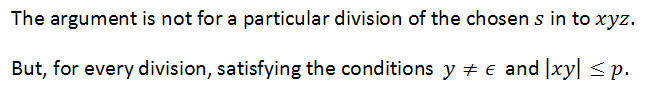 The argument is not for a particular division of the chosen s in to xyz.
But, for every division, satisfying the conditions y ≠ ϵ and |xy| ≤ p.